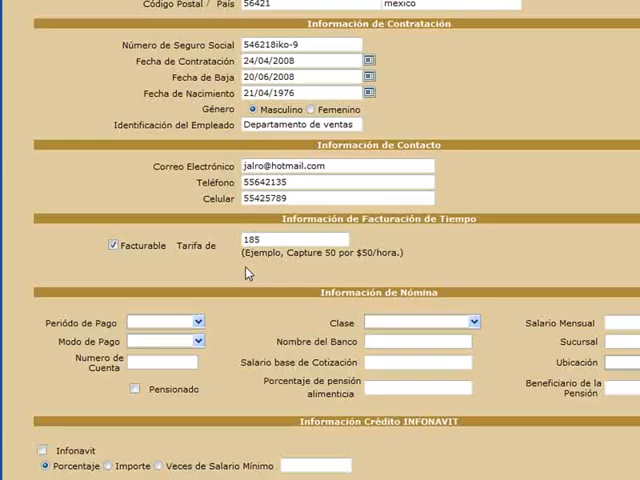 Código Postal / País 56421 mexico
Información de Contratación
Número de Seguro Social 546218iko-9
Fecha de Contratación 24/04/2008
Fecha de Baja 20/06/2008
Fecha de Nacimiento 21/04/1976
Género Masculino Femenino
Identificación del Empleado Departamento de ventas
Información de Contacto
Correo Electrónico jalro@hotmail.com
Teléfono 55642135
Celular 55425789
Información de Facturación de Tiempo
Facturable Tarifa de 185
(Ejemplo, Capture 50 por $50/hora.)
Información de Nómina
Periódo de Pago Clase Salario Mensual
Modo de Pago Nombre del Banco Sucursal
Numero de Cuenta Salario base de Cotización Ubicación
Pensionado Porcentaje de pensión alimenticia Beneficiario de la Pensión
Información Crédito INFONAVIT
Infonavit
Porcentaje Importe Veces de Salario Mínimo